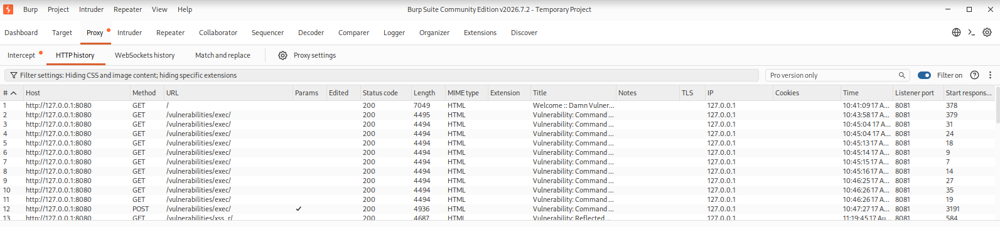 Burp Project Intruder Repeater View Help Burp Suite Community Edition v2026.7.2 - Temporary Project
Dashboard Target Proxy Intruder Repeater Collaborator Sequencer Decoder Comparer Logger Organizer Extensions Discover
Intercept HTTP history WebSockets history Match and replace Proxy settings
Filter settings: Hiding CSS and image content; hiding specific extensions Pro version only Filter on
# Host Method URL Params Edited Status code Length MIME type Extension Title Notes TLS IP Cookies Time Listener port Start respons...
1 http://127.0.0.1:8080 GET / 200 7049 HTML Welcome :: Damn Vulner... 127.0.0.1 10:41:09 17 A... 8081 378
2 http://127.0.0.1:8080 GET /vulnerabilities/exec/ 200 4495 HTML Vulnerability: Command ... 127.0.0.1 10:43:58 17 A... 8081 379
3 http://127.0.0.1:8080 GET /vulnerabilities/exec/ 200 4494 HTML Vulnerability: Command ... 127.0.0.1 10:45:04 17 A... 8081 31
4 http://127.0.0.1:8080 GET /vulnerabilities/exec/ 200 4494 HTML Vulnerability: Command ... 127.0.0.1 10:45:04 17 A... 8081 24
5 http://127.0.0.1:8080 GET /vulnerabilities/exec/ 200 4494 HTML Vulnerability: Command ... 127.0.0.1 10:45:13 17 A... 8081 18
6 http://127.0.0.1:8080 GET /vulnerabilities/exec/ 200 4494 HTML Vulnerability: Command ... 127.0.0.1 10:45:14 17 A... 8081 9
7 http://127.0.0.1:8080 GET /vulnerabilities/exec/ 200 4494 HTML Vulnerability: Command ... 127.0.0.1 10:45:15 17 A... 8081 7
8 http://127.0.0.1:8080 GET /vulnerabilities/exec/ 200 4494 HTML Vulnerability: Command ... 127.0.0.1 10:45:16 17 A... 8081 14
9 http://127.0.0.1:8080 GET /vulnerabilities/exec/ 200 4494 HTML Vulnerability: Command ... 127.0.0.1 10:46:25 17 A... 8081 27
10 http://127.0.0.1:8080 GET /vulnerabilities/exec/ 200 4494 HTML Vulnerability: Command ... 127.0.0.1 10:46:26 17 A... 8081 35
11 http://127.0.0.1:8080 GET /vulnerabilities/exec/ 200 4494 HTML Vulnerability: Command ... 127.0.0.1 10:46:26 17 A... 8081 19
12 http://127.0.0.1:8080 POST /vulnerabilities/exec/ ✓ 200 4936 HTML Vulnerability: Command ... 127.0.0.1 10:47:27 17 A... 8081 3191
13 http://127.0.0.1:8080 GET /vulnerabilities/xss_r/ 200 4687 HTML Vulnerability: Reflected... 127.0.0.1 11:19:45 17 Au... 8081 584